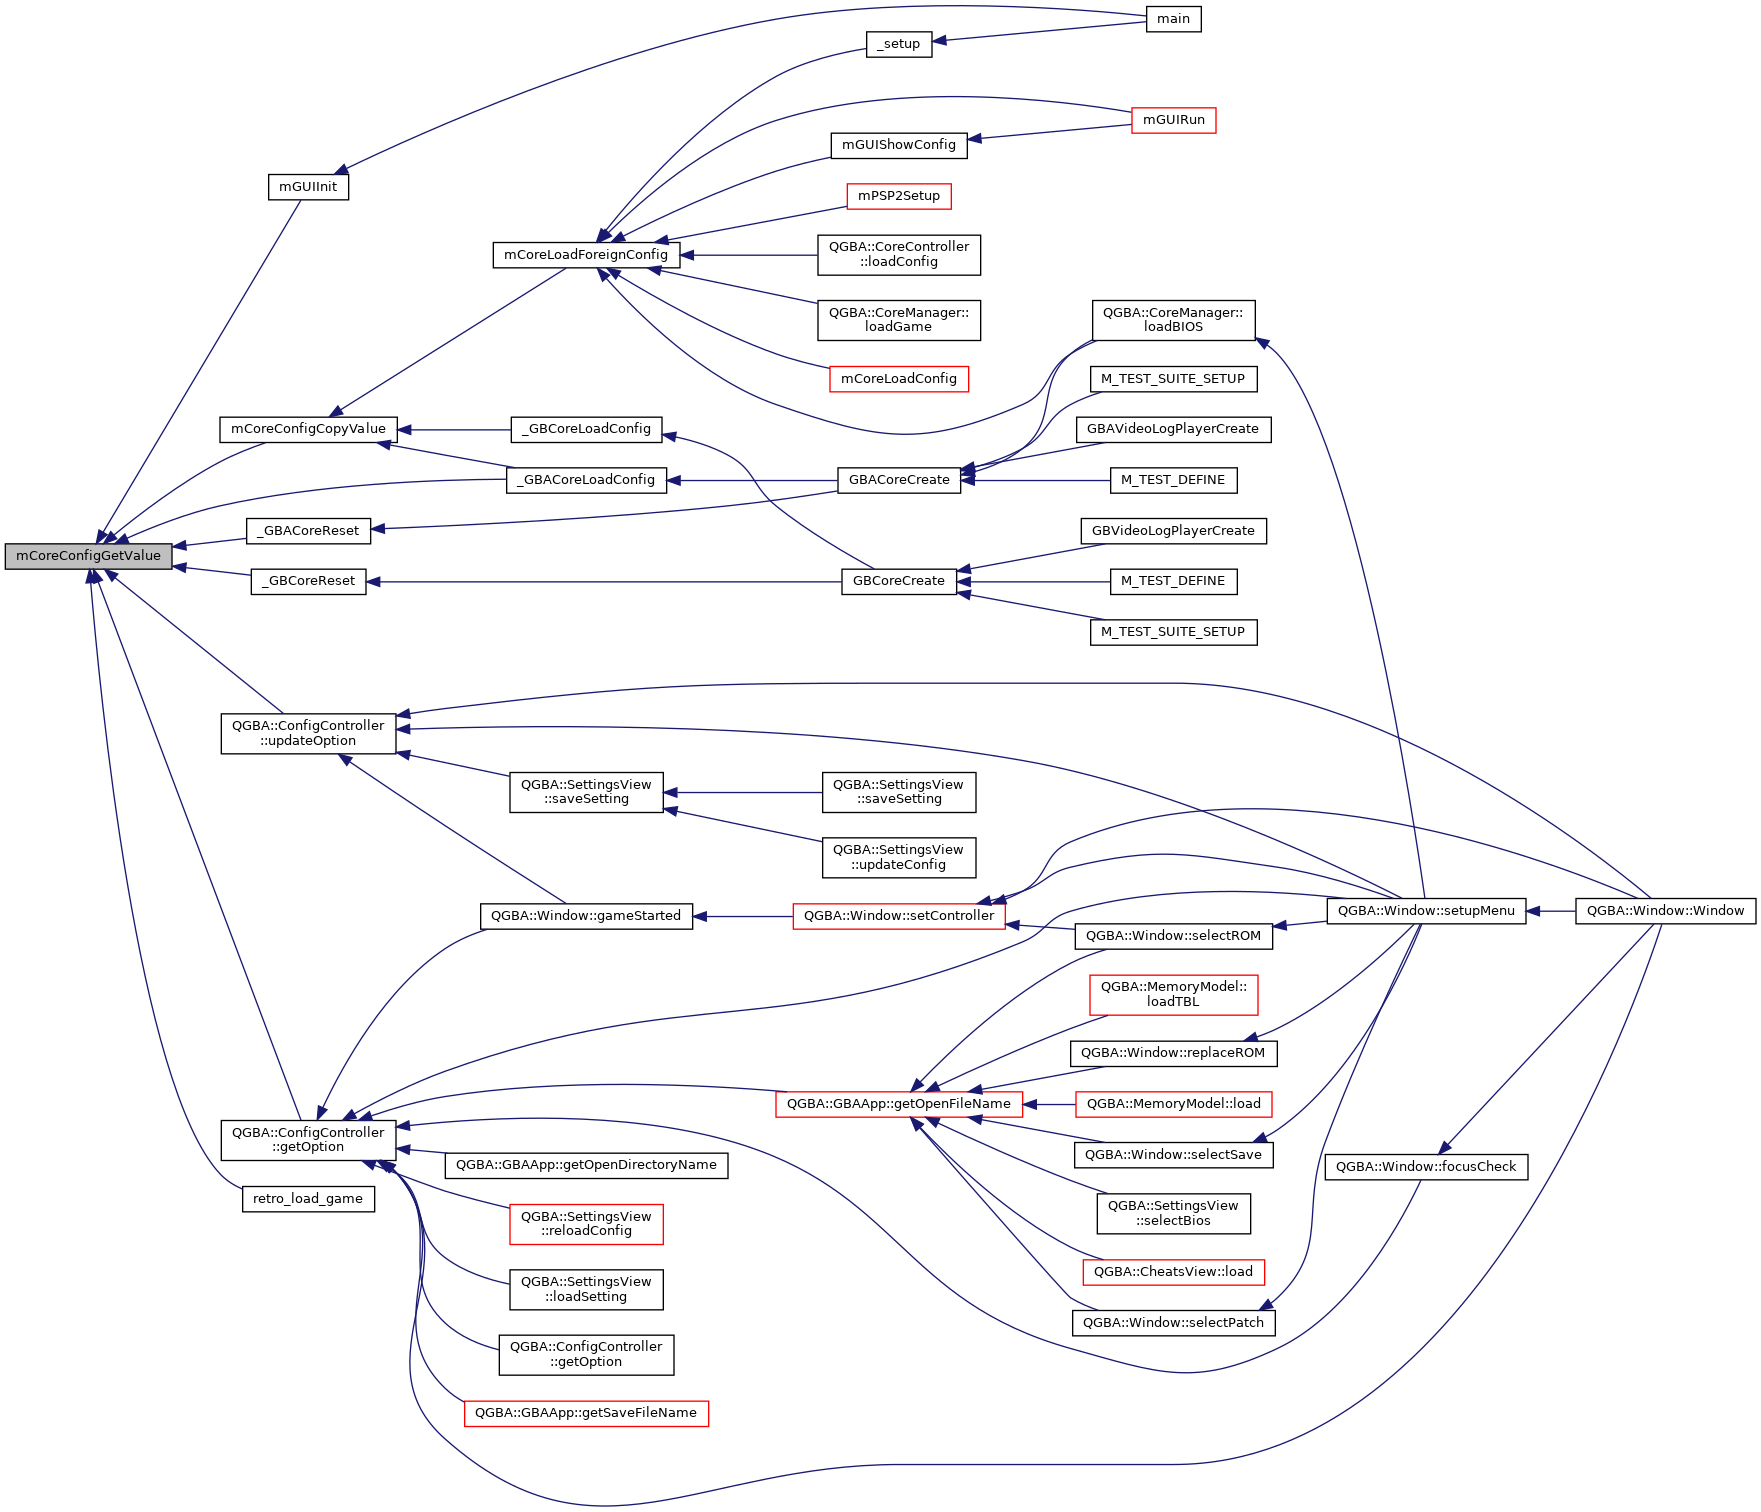 main
_setup
mGUIRun
mGUIShowConfig
mGUIInit
mPSP2Setup
mCoreLoadForeignConfig
QGBA::CoreController
::loadConfig
QGBA::CoreManager::
loadGame
QGBA::CoreManager::
loadBIOS
mCoreLoadConfig
M_TEST_SUITE_SETUP
mCoreConfigCopyValue
_GBCoreLoadConfig
GBAVideoLogPlayerCreate
_GBACoreLoadConfig
GBACoreCreate
M_TEST_DEFINE
_GBACoreReset
GBVideoLogPlayerCreate
mCoreConfigGetValue
_GBCoreReset
GBCoreCreate
M_TEST_DEFINE
M_TEST_SUITE_SETUP
QGBA::ConfigController
::updateOption
QGBA::SettingsView
::saveSetting
QGBA::SettingsView
::saveSetting
QGBA::SettingsView
::updateConfig
QGBA::Window::gameStarted
QGBA::Window::setController
QGBA::Window::setupMenu
QGBA::Window::Window
QGBA::Window::selectROM
QGBA::MemoryModel::
loadTBL
QGBA::Window::replaceROM
QGBA::GBAApp::getOpenFileName
QGBA::MemoryModel::load
QGBA::ConfigController
::getOption
QGBA::Window::selectSave
QGBA::GBAApp::getOpenDirectoryName
QGBA::Window::focusCheck
retro_load_game
QGBA::SettingsView
::selectBios
QGBA::SettingsView
::reloadConfig
QGBA::CheatsView::load
QGBA::SettingsView
::loadSetting
QGBA::Window::selectPatch
QGBA::ConfigController
::getOption
QGBA::GBAApp::getSaveFileName